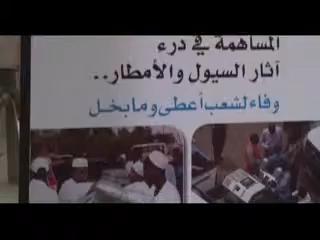 المساهمة في درء
آثار السيول والأمطار..
وفاء لشعب أعطى وما بخل